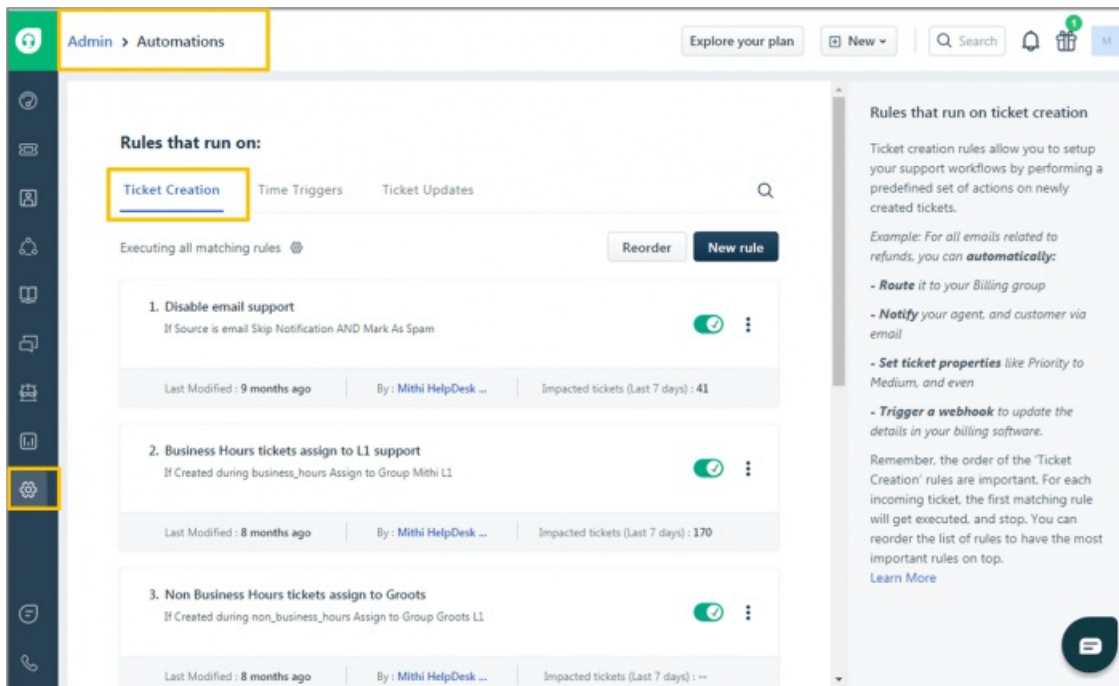 Admin > Automations
Explore your plan
New
Search
1
M
Rules that run on:
Ticket Creation
Time Triggers
Ticket Updates
Executing all matching rules
Reorder
New rule
1. Disable email support
If Source is email Skip Notification AND Mark As Spam
Last Modified : 9 months ago
By : Mithi HelpDesk ...
Impacted tickets (Last 7 days) : 41
2. Business Hours tickets assign to L1 support
If Created during business_hours Assign to Group Mithi L1
Last Modified : 8 months ago
By : Mithi HelpDesk ...
Impacted tickets (Last 7 days) : 170
3. Non Business Hours tickets assign to Groots
If Created during non_business_hours Assign to Group Groots L1
Last Modified : 8 months ago
By : Mithi HelpDesk ...
Impacted tickets (Last 7 days) : --
Rules that run on ticket creation
Ticket creation rules allow you to setup
your support workflows by performing a
predefined set of actions on newly
created tickets.
Example: For all emails related to
refunds, you can automatically:
- Route it to your Billing group
- Notify your agent, and customer via
email
- Set ticket properties like Priority to
Medium, and even
- Trigger a webhook to update the
details in your billing software.
Remember, the order of the 'Ticket
Creation' rules are important. For each
incoming ticket, the first matching rule
will get executed, and stop. You can
reorder the list of rules to have the most
important rules on top.
Learn More